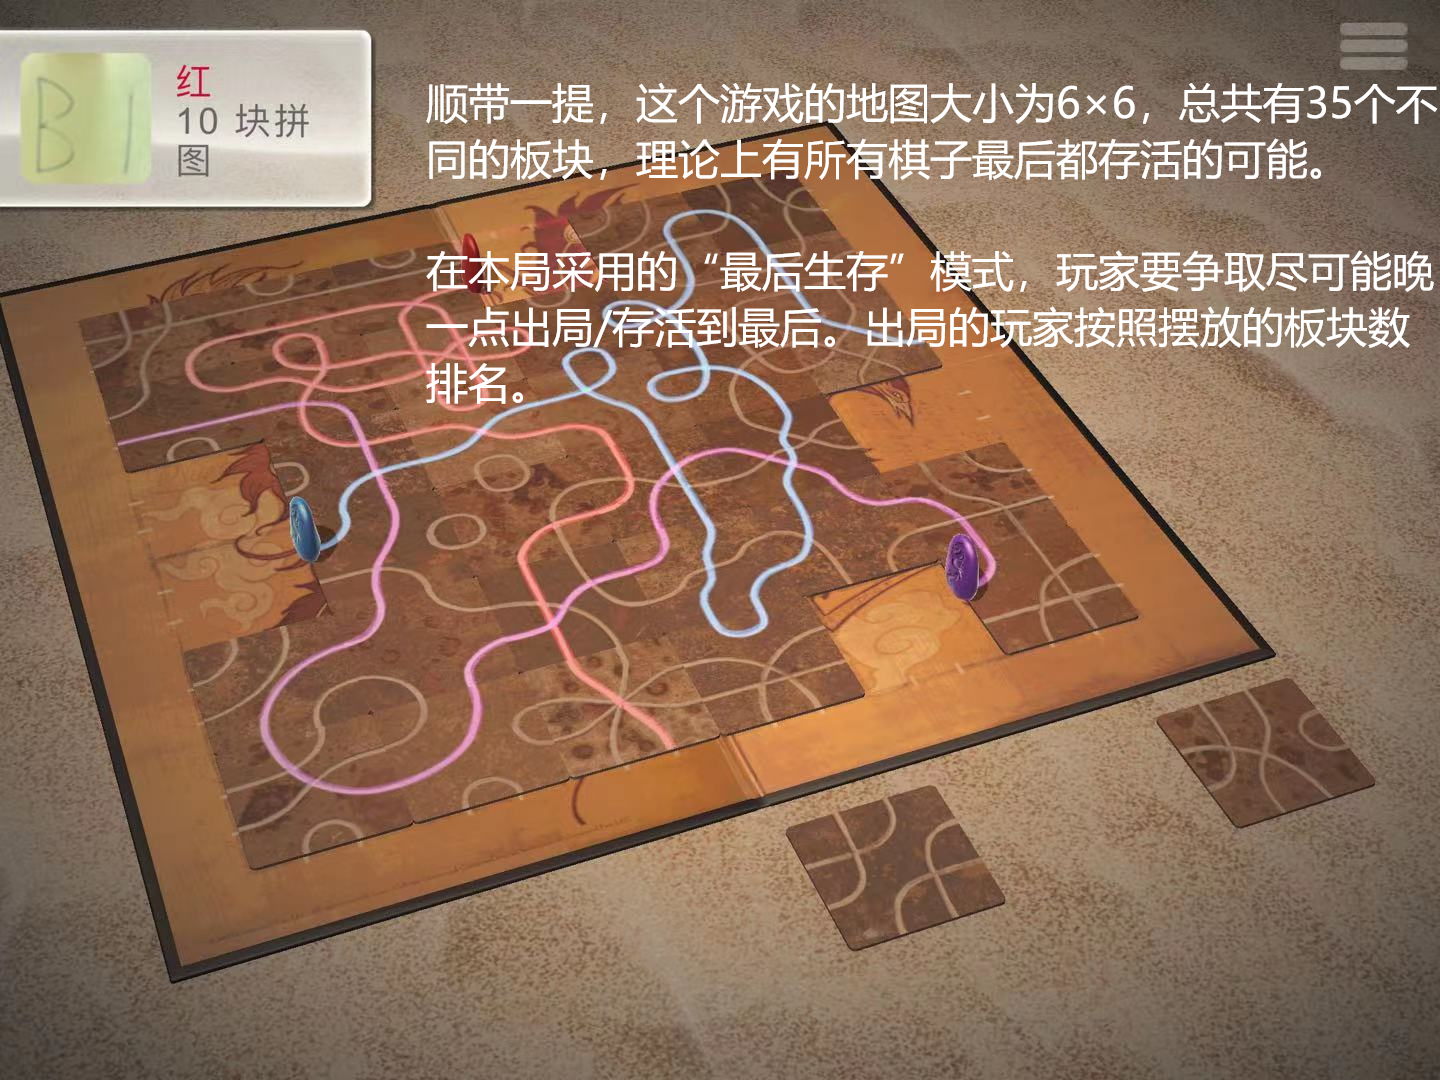 B1
红
10 块拼
图
顺带一提，这个游戏的地图大小为6×6，总共有35个不
同的板块，理论上有所有棋子最后都存活的可能。
在本局采用的“最后生存”模式，玩家要争取尽可能晚
一点出局/存活到最后。出局的玩家按照摆放的板块数
排名。